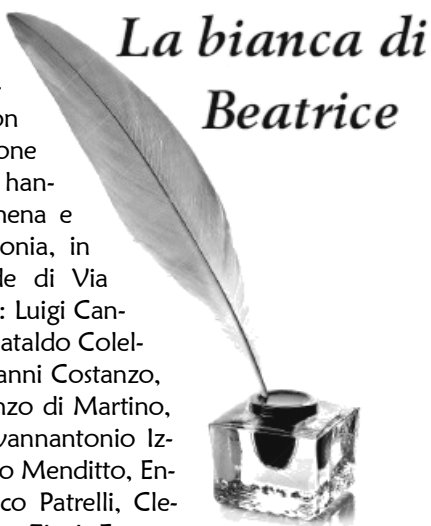 La bianca di
Beatrice
on
one
han-
nena e
onia, in
le di Via
: Luigi Can-
ataldo Colel-
anni Costanzo,
nzo di Martino,
vannantonio Iz-
o Menditto, En-
co Patrelli, Cle-